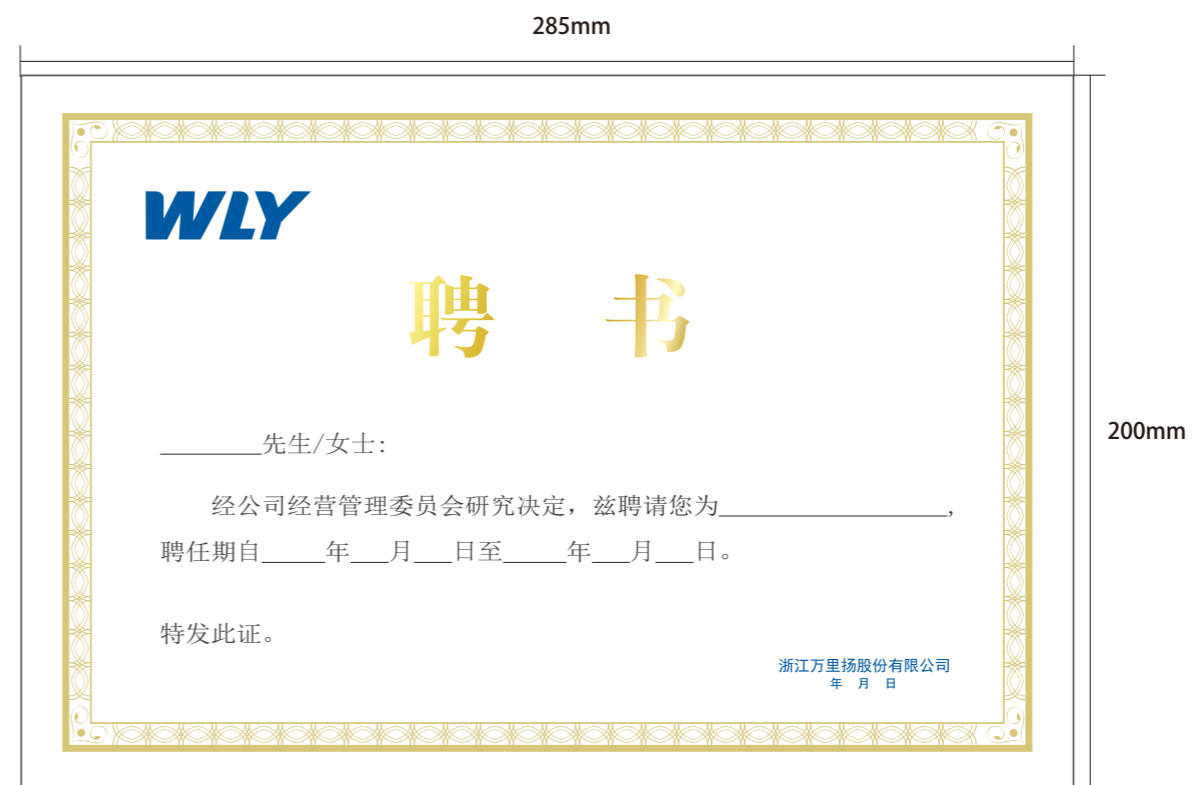 285mm
WLY
聘 书
200mm
________先生/女士:
经公司经营管理委员会研究决定，兹聘请您为__________________,
聘任期自_____年___月___日至_____年___月___日。
特发此证。
浙江万里扬股份有限公司
年 月 日